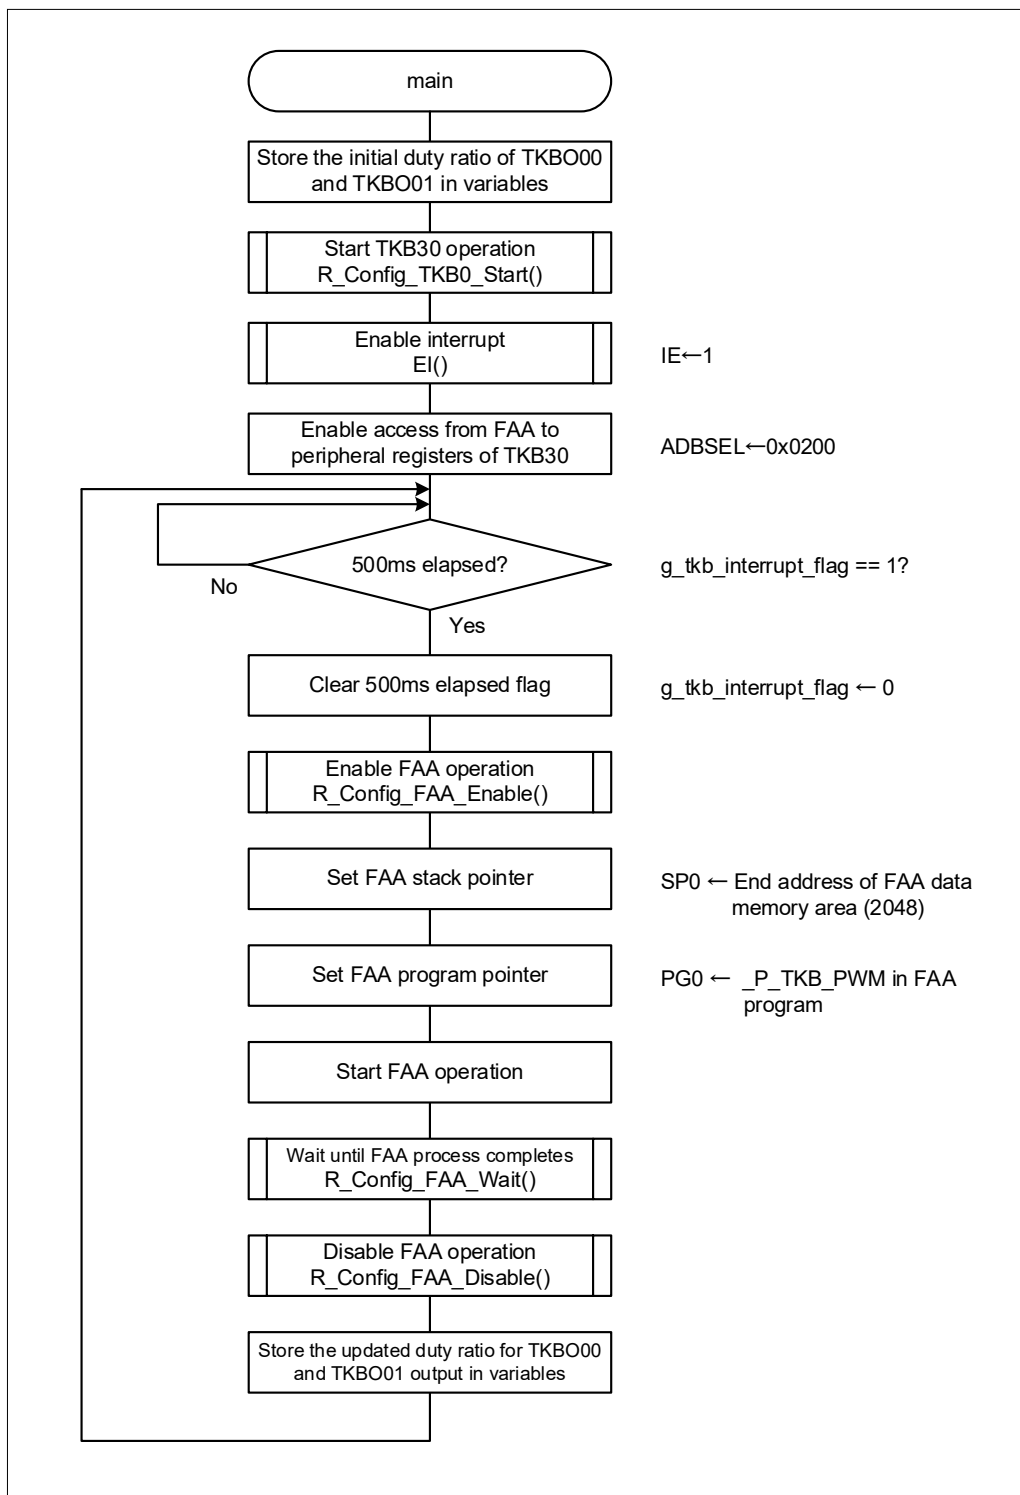 main
Store the initial duty ratio of TKBO00
and TKBO01 in variables
Start TKB30 operation
R_Config_TKB0_Start()
Enable interrupt
EI()
IE←1
Enable access from FAA to
peripheral registers of TKB30
ADBSEL←0x0200
500ms elapsed?
g_tkb_interrupt_flag == 1?
No
Yes
Clear 500ms elapsed flag
g_tkb_interrupt_flag ← 0
Enable FAA operation
R_Config_FAA_Enable()
Set FAA stack pointer
SP0 ← End address of FAA data
memory area (2048)
Set FAA program pointer
PG0 ← _P_TKB_PWM in FAA
program
Start FAA operation
Wait until FAA process completes
R_Config_FAA_Wait()
Disable FAA operation
R_Config_FAA_Disable()
Store the updated duty ratio for TKBO00
and TKBO01 output in variables